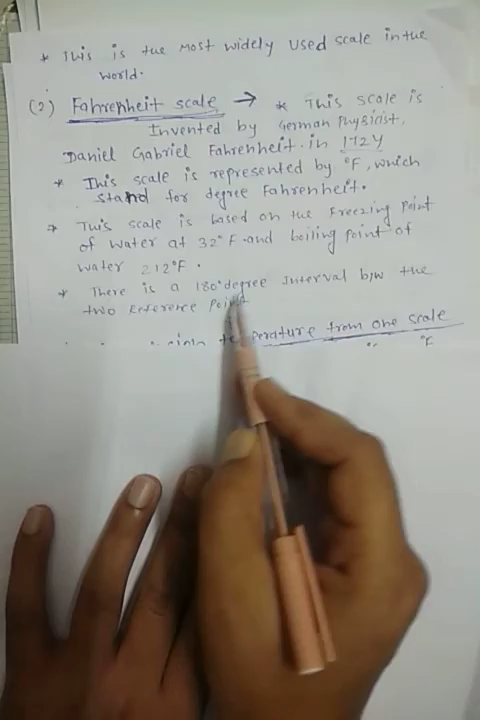 * This is the most widely used scale in the
world.
(2) Fahrenheit scale → * This scale is
Invented by German Physicist,
Daniel Gabriel Fahrenheit in 1724
* This scale is represented by °F, which
stand for degree Fahrenheit.
* This scale is based on the Freezing Point
of water at 32°F and boiling point of
water 212°F.
* There is a 180°degree Interval b/w the
two Reference Point
temperature from one scale
°F